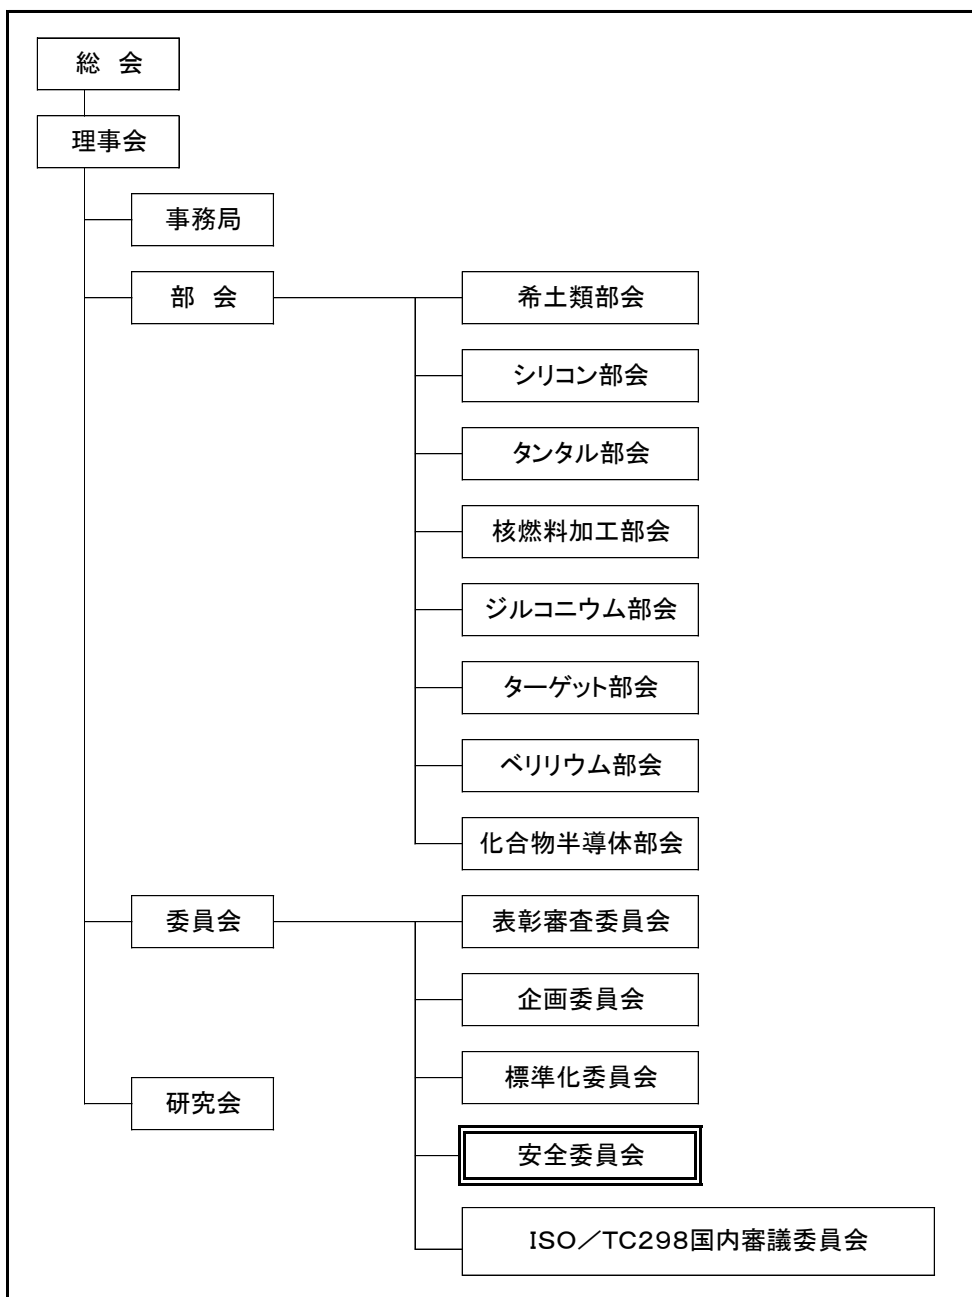 総 会
理事会
事務局
部 会
希土類部会
シリコン部会
タンタル部会
核燃料加工部会
ジルコニウム部会
ターゲット部会
ベリリウム部会
化合物半導体部会
委員会
表彰審査委員会
企画委員会
標準化委員会
研究会
安全委員会
ISO/TC298国内審議委員会